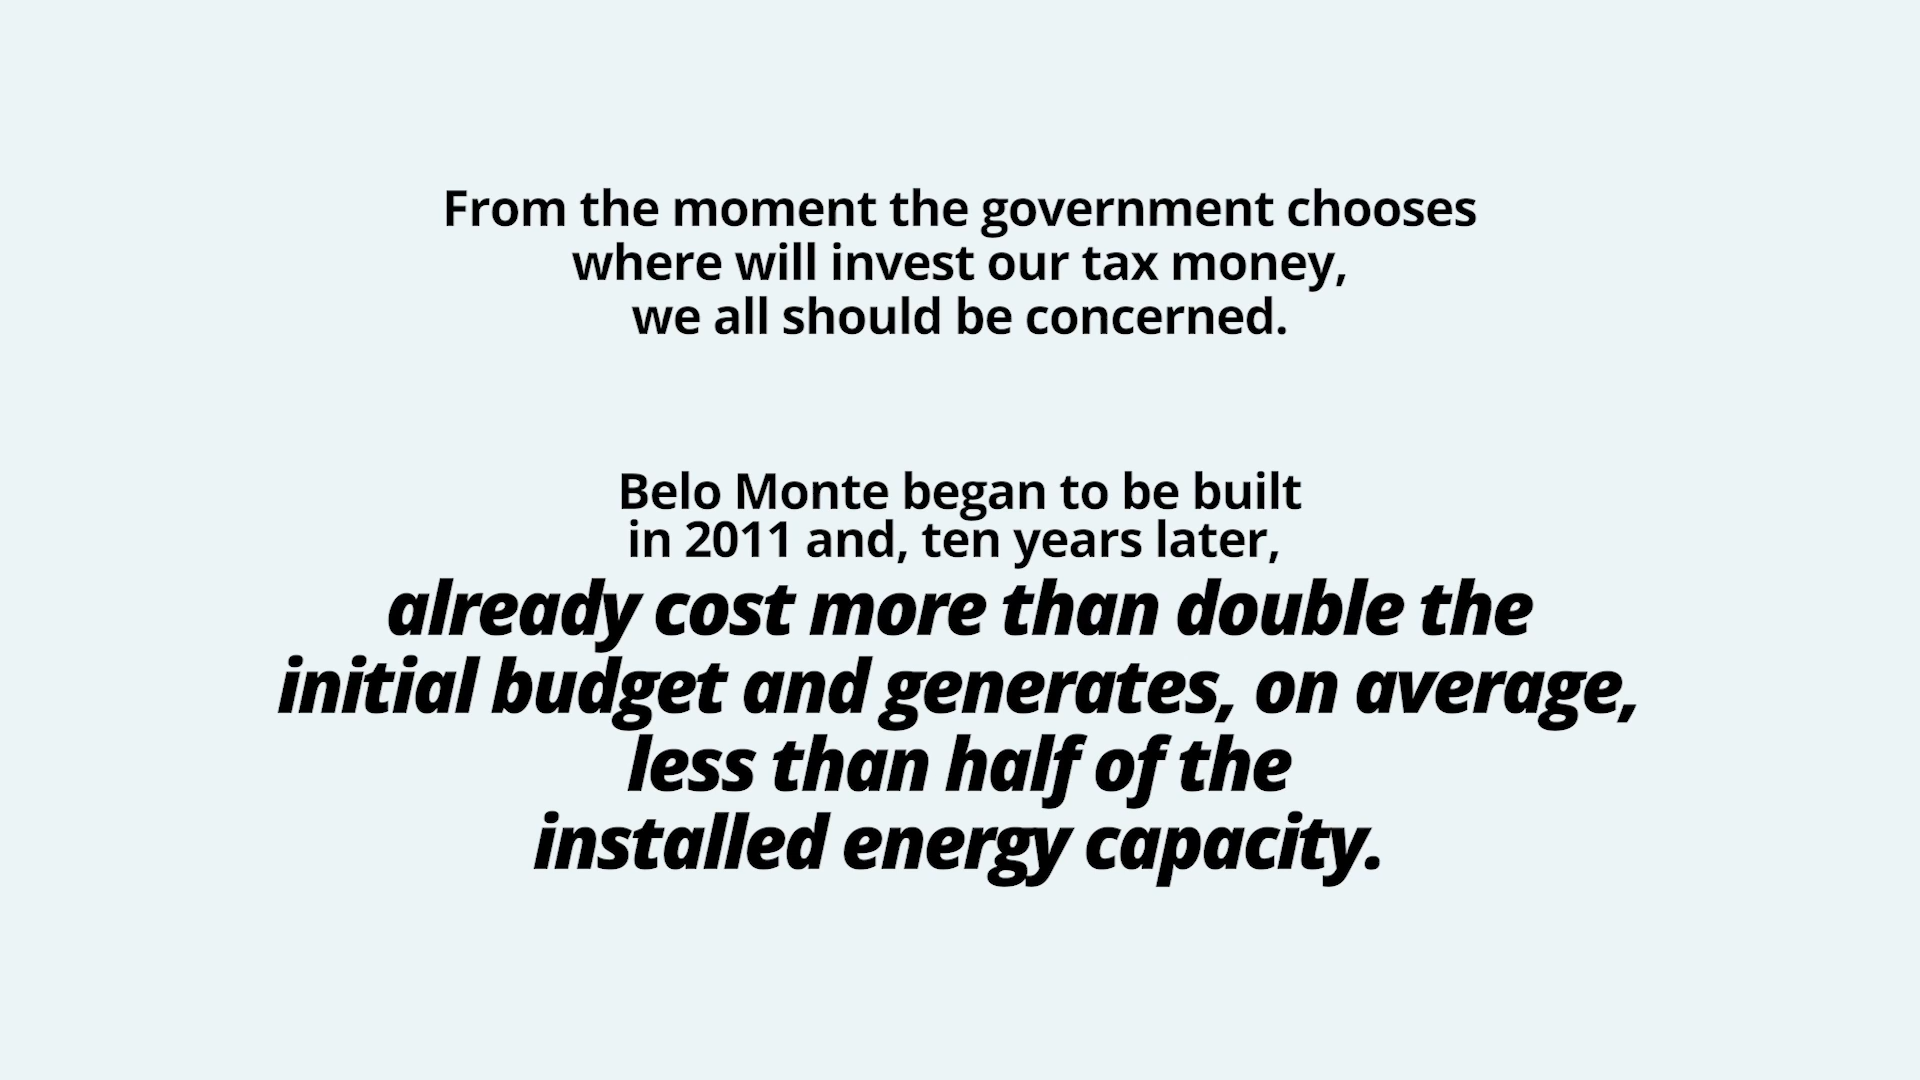 From the moment the government chooses
where will invest our tax money,
we all should be concerned.
Belo Monte began to be built
in 2011 and, ten years later,
already cost more than double the
initial budget and generates, on average,
less than half of the
installed energy capacity.